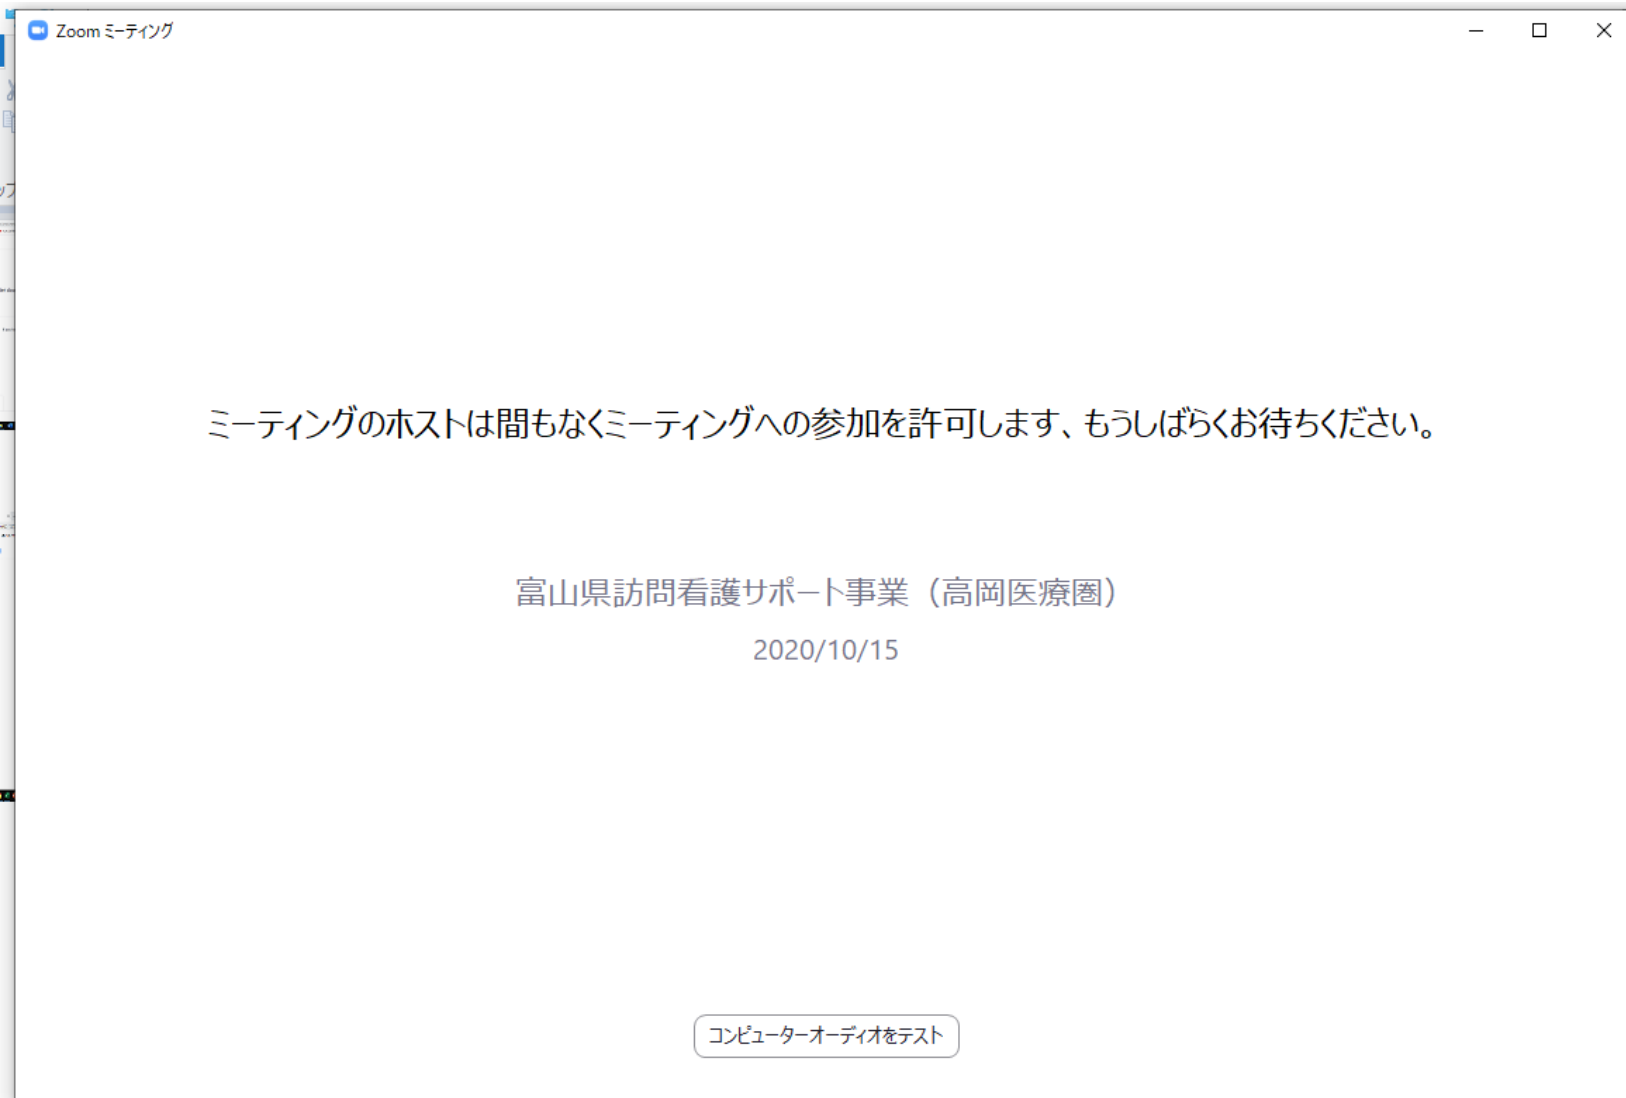 Zoom ミーティング
ミーティングのホストは間もなくミーティングへの参加を許可します、もうしばらくお待ちください。
富山県訪問看護サポート事業（高岡医療圏）
2020/10/15
コンピューターオーディオをテスト